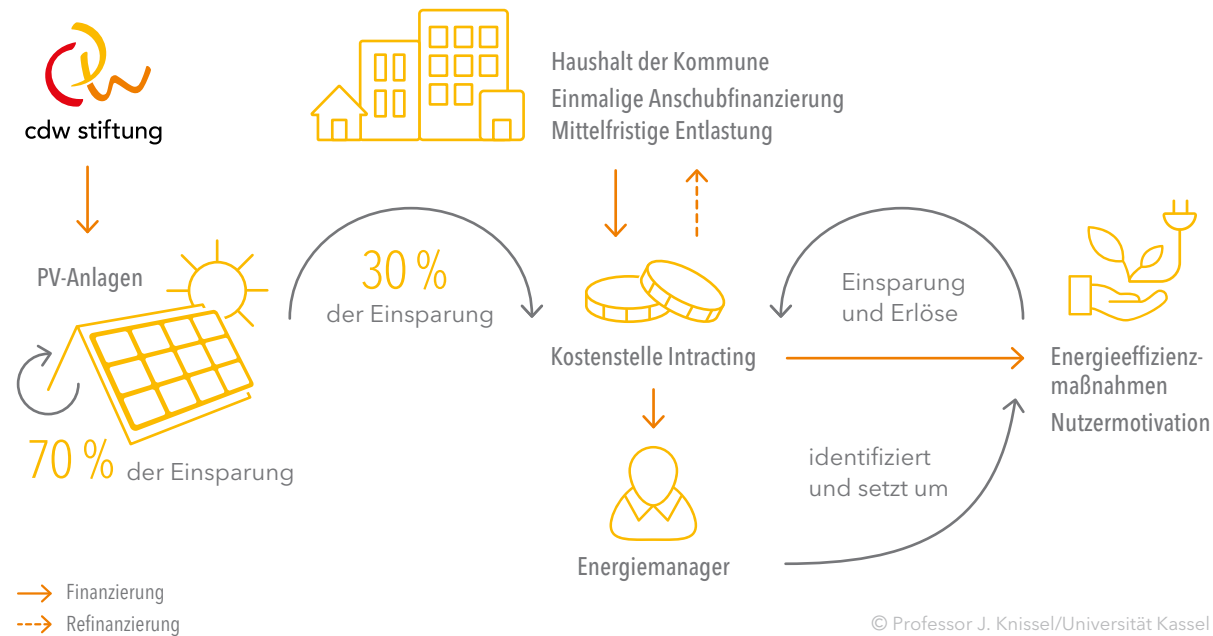 cdw stiftung
Haushalt der Kommune
Einmalige Anschubfinanzierung
Mittelfristige Entlastung
PV-Anlagen
30 %
der Einsparung
Einsparung
und Erlöse
Kostenstelle Intracting
Energieeffizienz-
maßnahmen
Nutzermotivation
70 % der Einsparung
identifiziert
und setzt um
Energiemanager
Finanzierung
Refinanzierung
© Professor J. Knissel/Universität Kassel